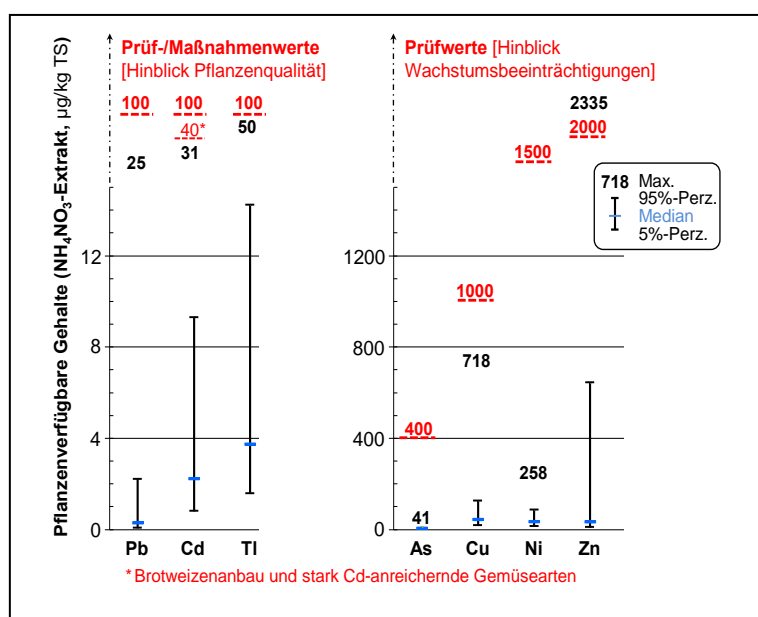 Pflanzenverfügbare Gehalte (NH₄NO₃-Extrakt, µg/kg TS)
Prüf-/Maßnahmenwerte
[Hinblick Pflanzenqualität]
100 100 100
40*
50
31
25
12
8
4
0
Pb Cd Tl
Prüfwerte [Hinblick
Wachstumsbeeinträchtigungen]
2335
2000
1500
718 Max.
95%-Perz.
Median
5%-Perz.
1200
1000
800
718
400
400
258
41
0
As Cu Ni Zn
*Brotweizenanbau und stark Cd-anreichernde Gemüsearten